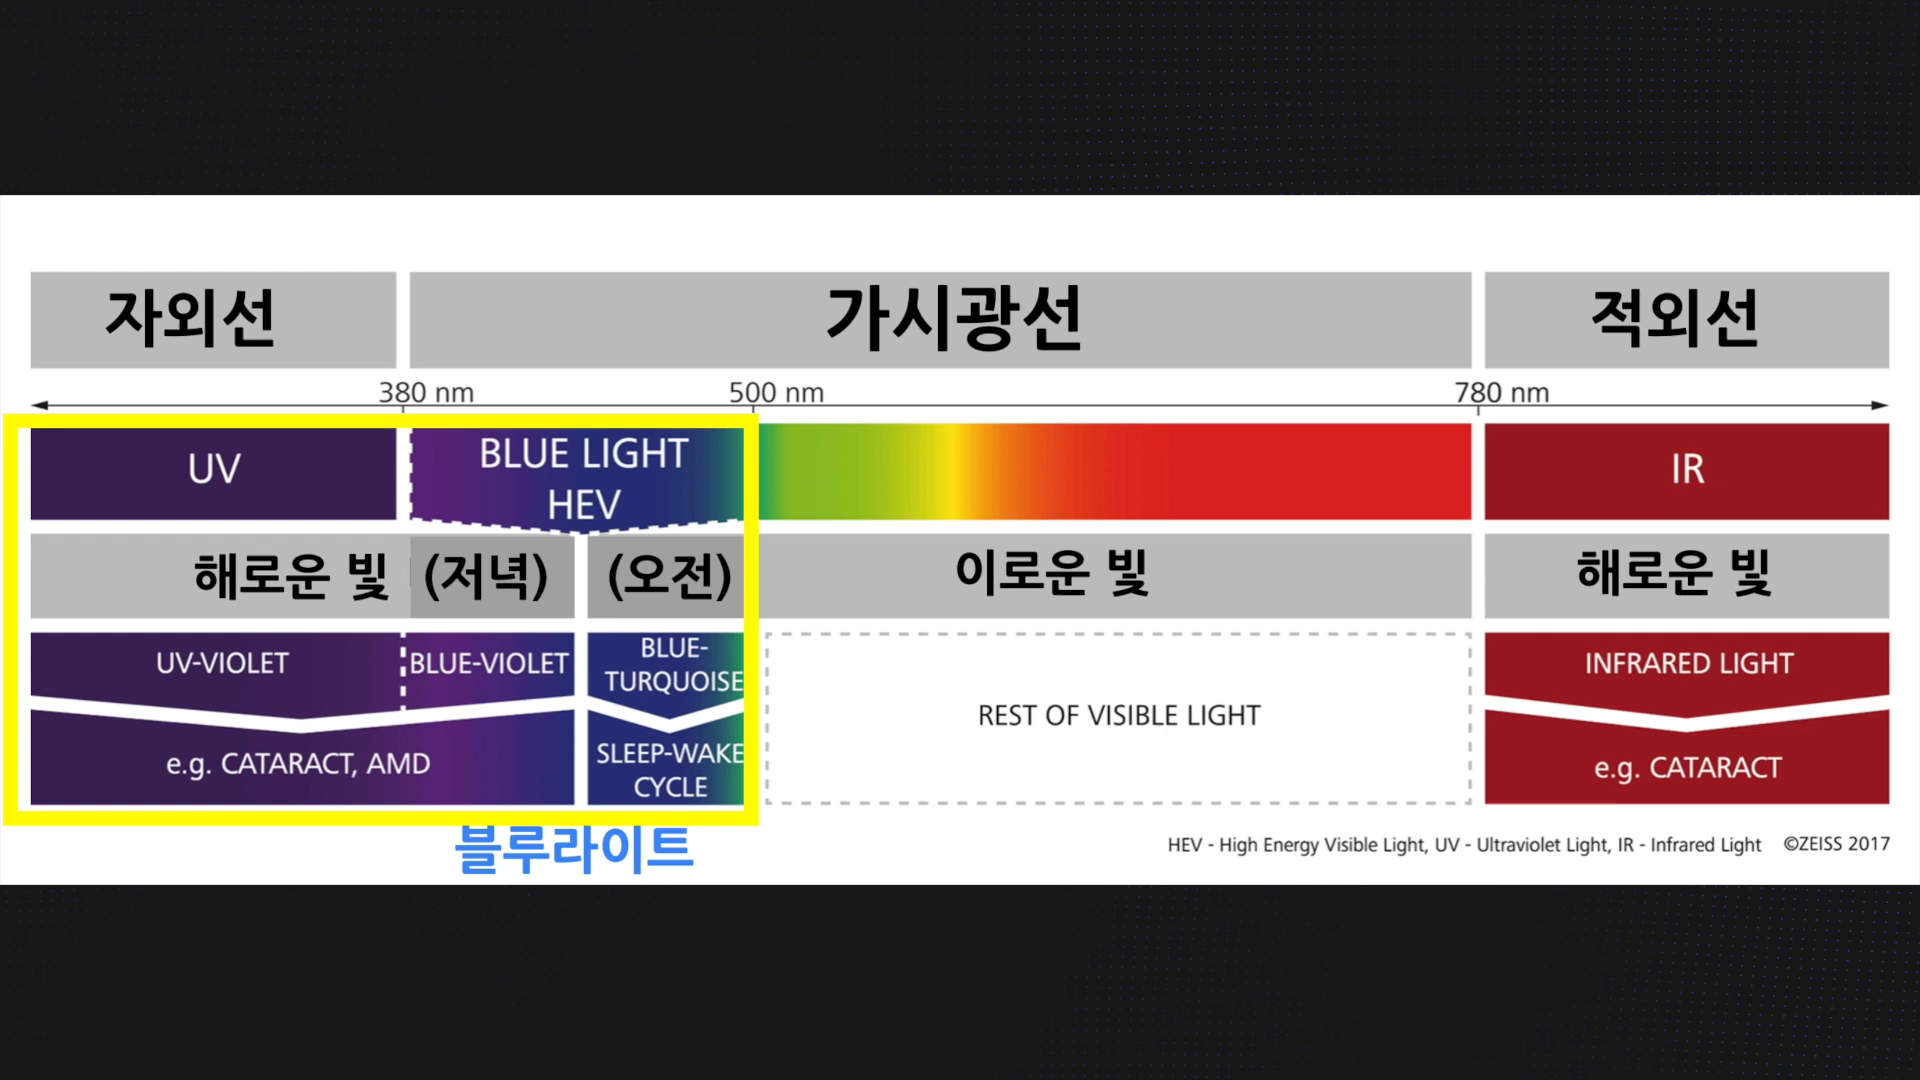 자외선
가시광선
적외선
380 nm
500 nm
780 nm
UV
BLUE LIGHT
HEV
IR
해로운 빛
(저녁)
(오전)
이로운 빛
해로운 빛
UV-VIOLET
BLUE-VIOLET
BLUE-
TURQUOISE
REST OF VISIBLE LIGHT
INFRARED LIGHT
e.g. CATARACT, AMD
SLEEP-WAKE
CYCLE
e.g. CATARACT
블루라이트
HEV - High Energy Visible Light, UV - Ultraviolet Light, IR - Infrared Light ©ZEISS 2017